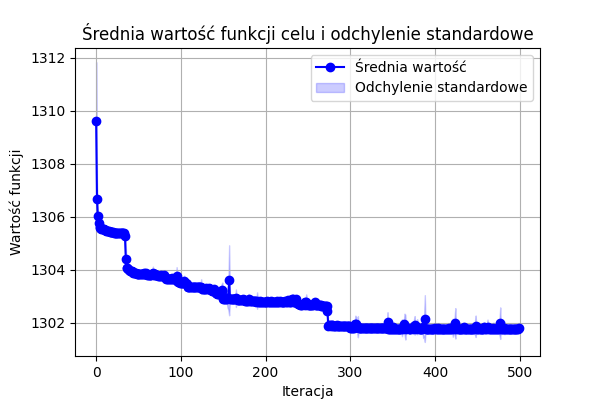 Średnia wartość funkcji celu i odchylenie standardowe
1312
1310
1308
1306
1304
1302
Wartość funkcji
Średnia wartość
Odchylenie standardowe
0 100 200 300 400 500
Iteracja